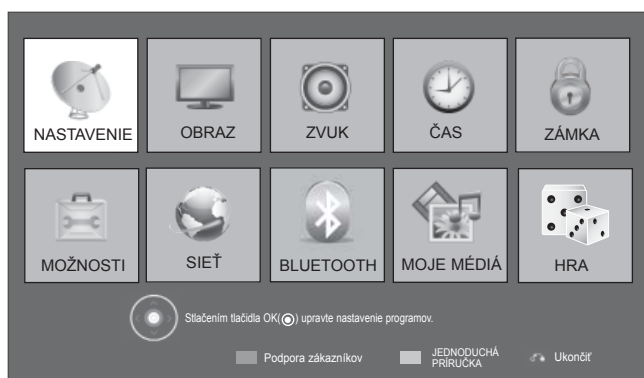 NASTAVENIE
OBRAZ
ZVUK
ČAS
ZÁMKA
MOŽNOSTI
SIEŤ
BLUETOOTH
MOJE MÉDIÁ
HRA
Stlačením tlačidla OK( ) upravte nastavenie programov.
Podpora zákazníkov
JEDNODUCHÁ
PRÍRUČKA
Ukončiť